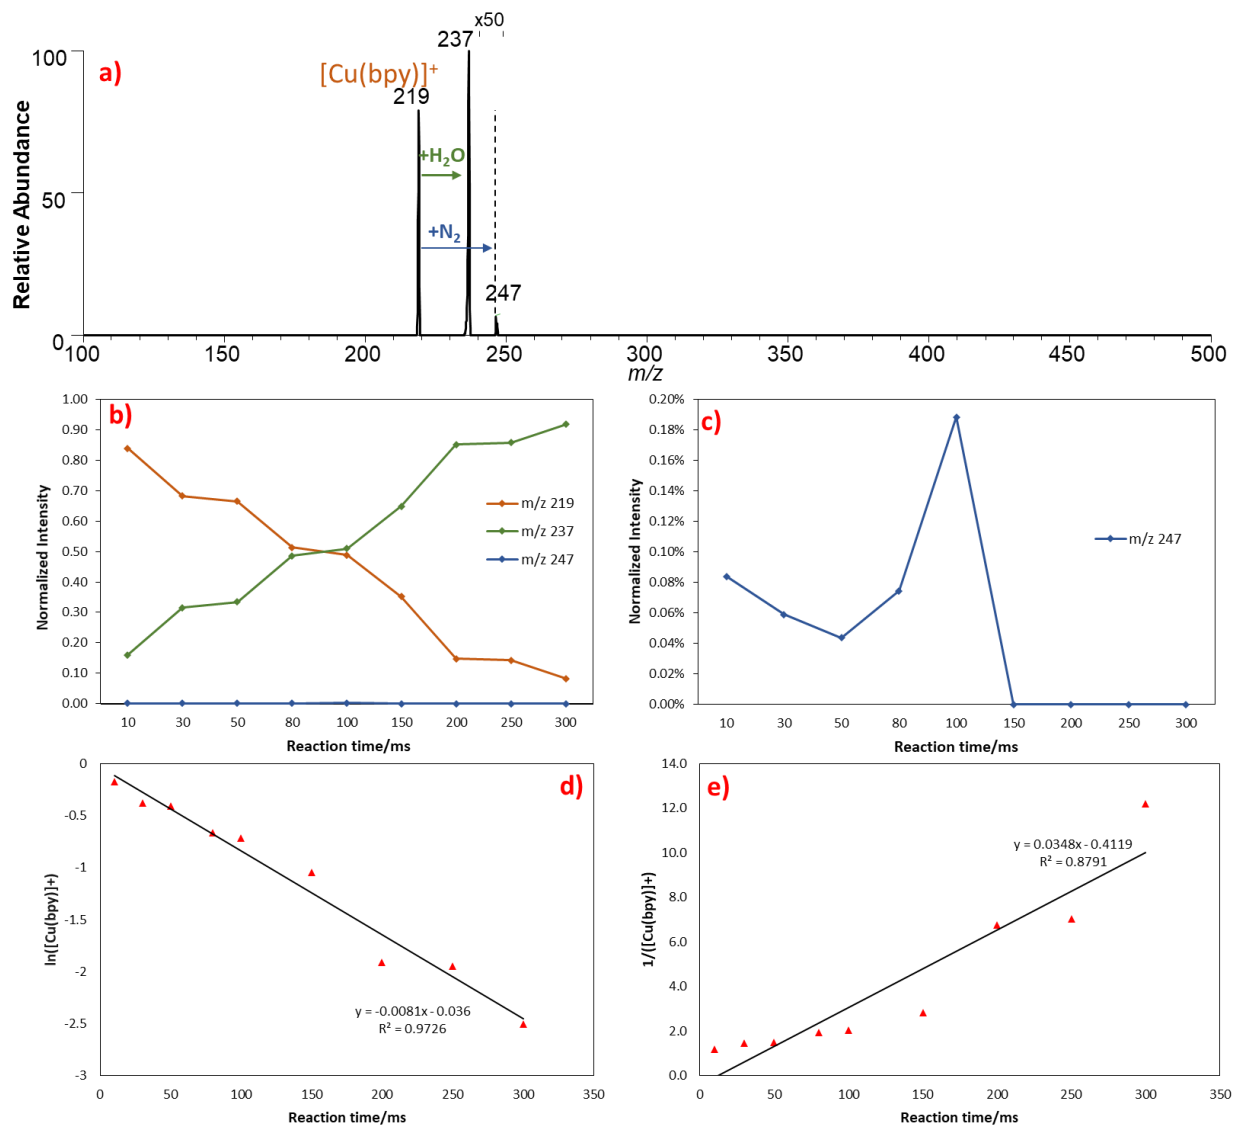 x50
237
100
a)
[Cu(bpy)]⁺
219
+H₂O
50
+N₂
247
0
Relative Abundance
100 150 200 250 300 350 400 450 500
m/z
b)
1.00
0.90
0.80
0.70
0.60
0.50
0.40
0.30
0.20
0.10
0.00
Normalized Intensity
m/z 219
m/z 237
m/z 247
10 30 50 80 100 150 200 250 300
Reaction time/ms
c)
0.20%
0.18%
0.16%
0.14%
0.12%
0.10%
0.08%
0.06%
0.04%
0.02%
0.00%
Normalized Intensity
m/z 247
10 30 50 80 100 150 200 250 300
Reaction time/ms
d)
0
-0.5
-1
-1.5
-2
-2.5
-3
ln([Cu(bpy)]+)
y = -0.0081x - 0.036
R² = 0.9726
0 50 100 150 200 250 300 350
Reaction time/ms
e)
14.0
12.0
10.0
8.0
6.0
4.0
2.0
0.0
1/([Cu(bpy)]+)
y = 0.0348x - 0.4119
R² = 0.8791
0 50 100 150 200 250 300 350
Reaction time/ms